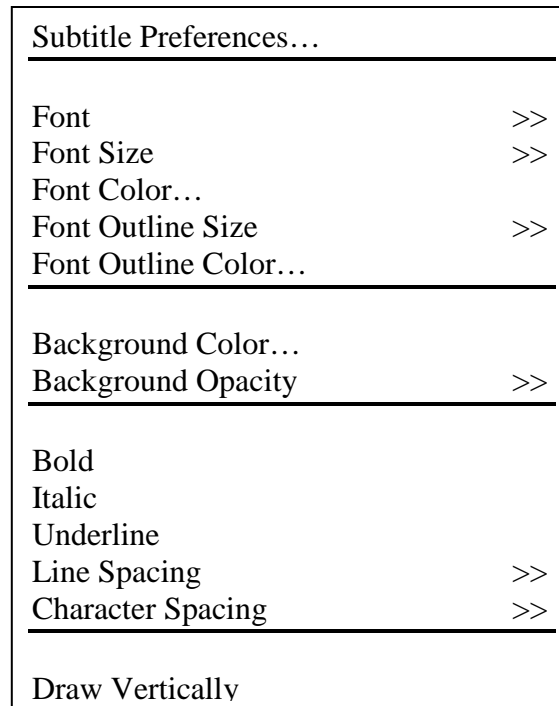 Subtitle Preferences…
Font >>
Font Size >>
Font Color…
Font Outline Size >>
Font Outline Color…
Background Color…
Background Opacity >>
Bold
Italic
Underline
Line Spacing >>
Character Spacing >>
Draw Vertically